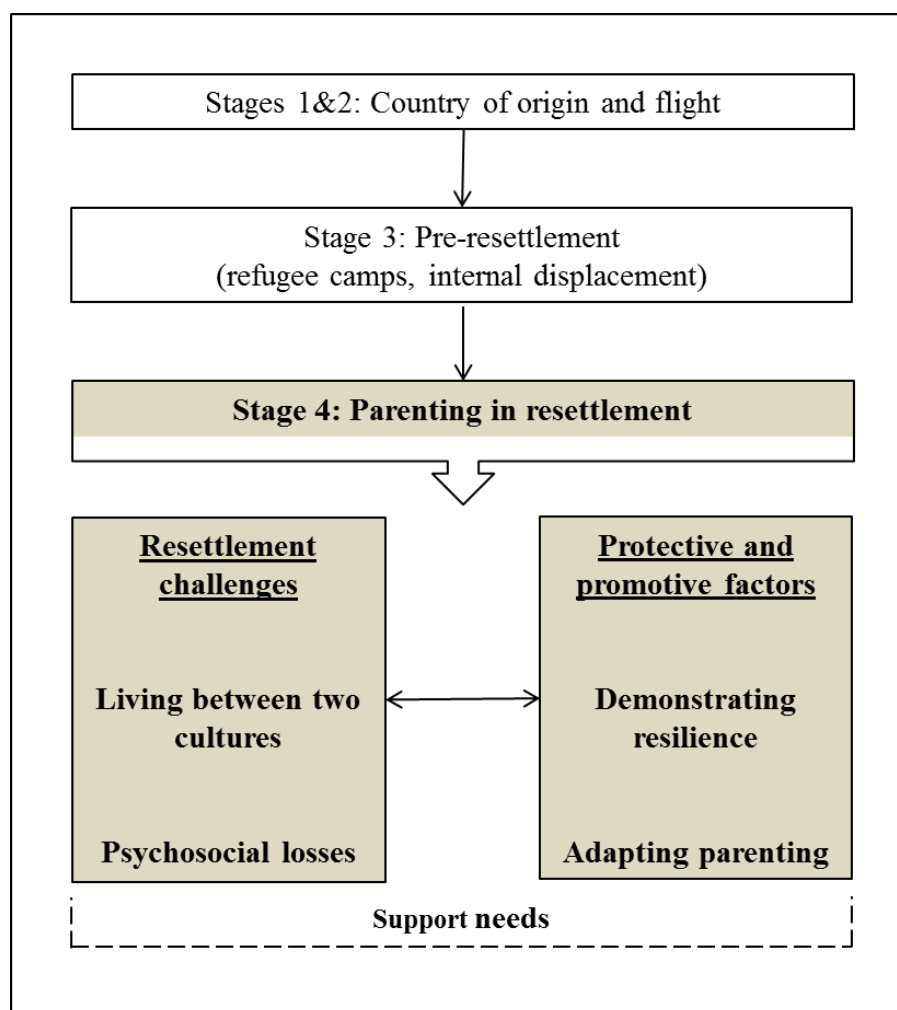 Stages 1&2: Country of origin and flight
Stage 3: Pre-resettlement
(refugee camps, internal displacement)
Stage 4: Parenting in resettlement
Resettlement
challenges
Living between two
cultures
Psychosocial losses
Protective and
promotive factors
Demonstrating
resilience
Adapting parenting
Support needs